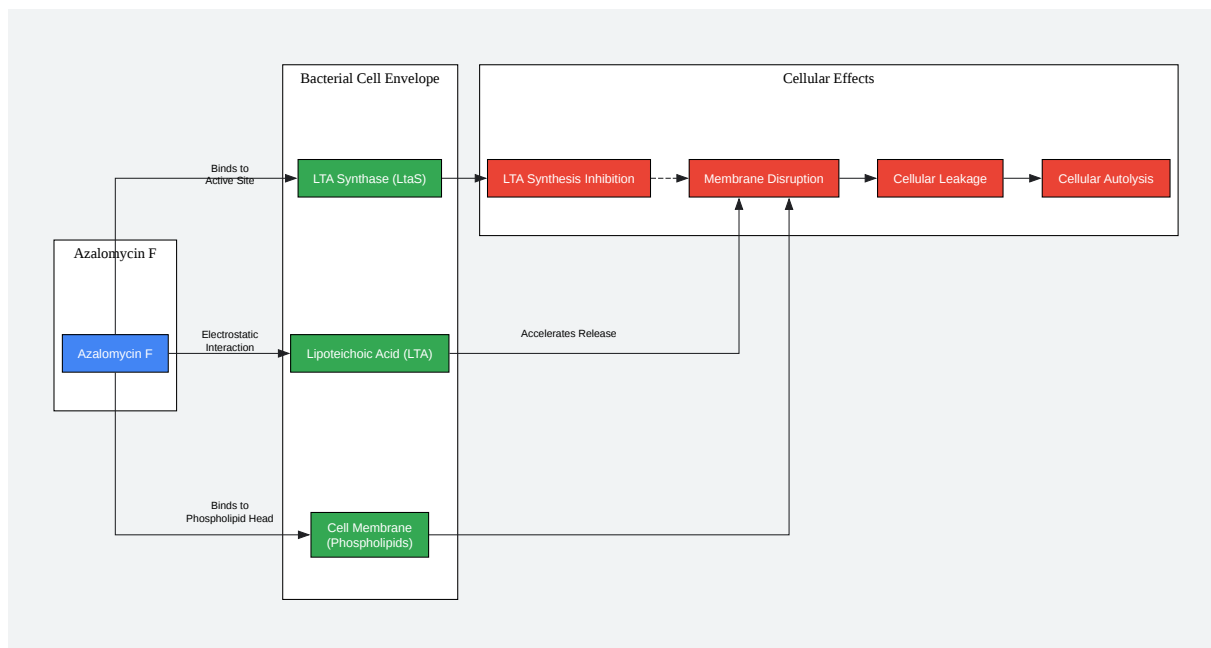 Bacterial Cell Envelope
Cellular Effects
Binds to
Active Site
LTA Synthase (LtaS)
LTA Synthesis Inhibition
Membrane Disruption
Cellular Leakage
Cellular Autolysis
Azalomycin F
Azalomycin F
Electrostatic
Interaction
Lipoteichoic Acid (LTA)
Accelerates Release
Binds to
Phospholipid Head
Cell Membrane
(Phospholipids)